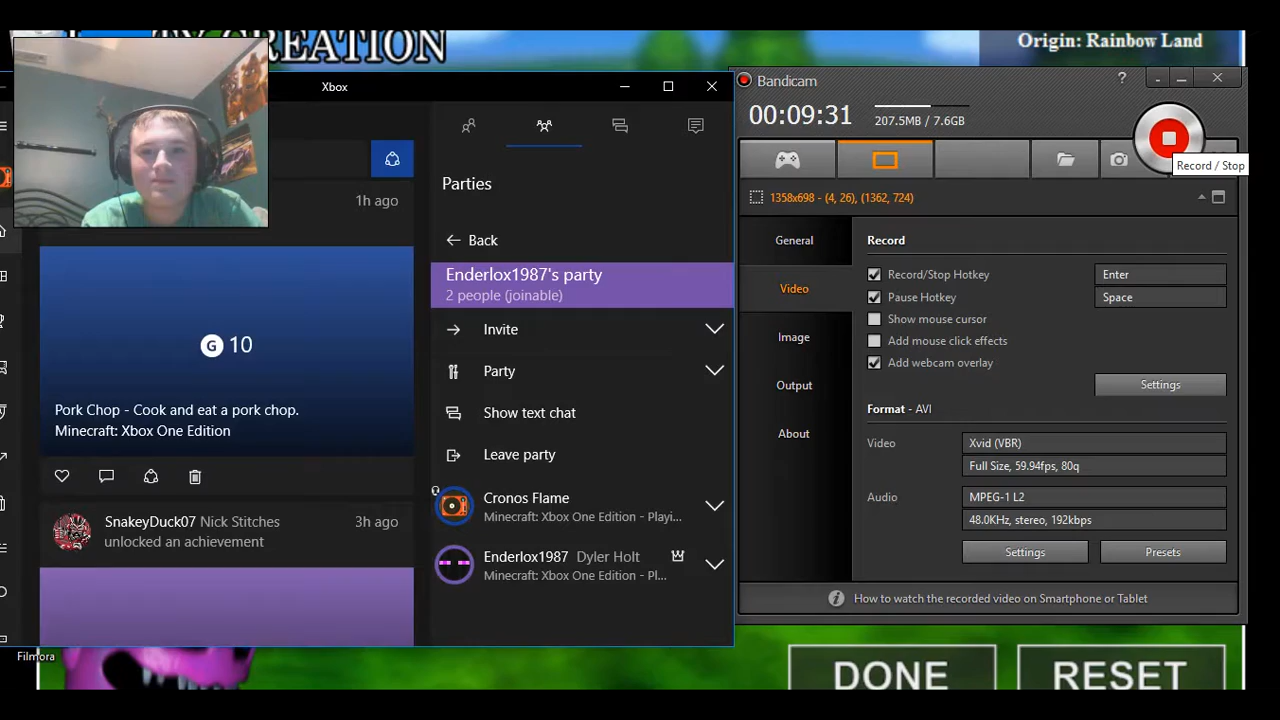 CREATION
Origin: Rainbow Land
Xbox
1h ago
G 10
Pork Chop - Cook and eat a pork chop.
Minecraft: Xbox One Edition
SnakeyDuck07 Nick Stitches
3h ago
unlocked an achievement
Filmora
Parties
Back
Enderlox1987's party
2 people (joinable)
Invite
Party
Show text chat
Leave party
Cronos Flame
Minecraft: Xbox One Edition - Playi...
Enderlox1987 Dyler Holt
Minecraft: Xbox One Edition - Pl...
Bandicam
?
00:09:31
207.5MB / 7.6GB
Record / Stop
1358x698 - (4, 26), (1362, 724)
General
Video
Image
Output
About
Record
Record/Stop Hotkey Enter
Pause Hotkey Space
Show mouse cursor
Add mouse click effects
Add webcam overlay
Settings
Format - AVI
Video Xvid (VBR)
Full Size, 59.94fps, 80q
Audio MPEG-1 L2
48.0KHz, stereo, 192kbps
Settings Presets
How to watch the recorded video on Smartphone or Tablet
DONE RESET